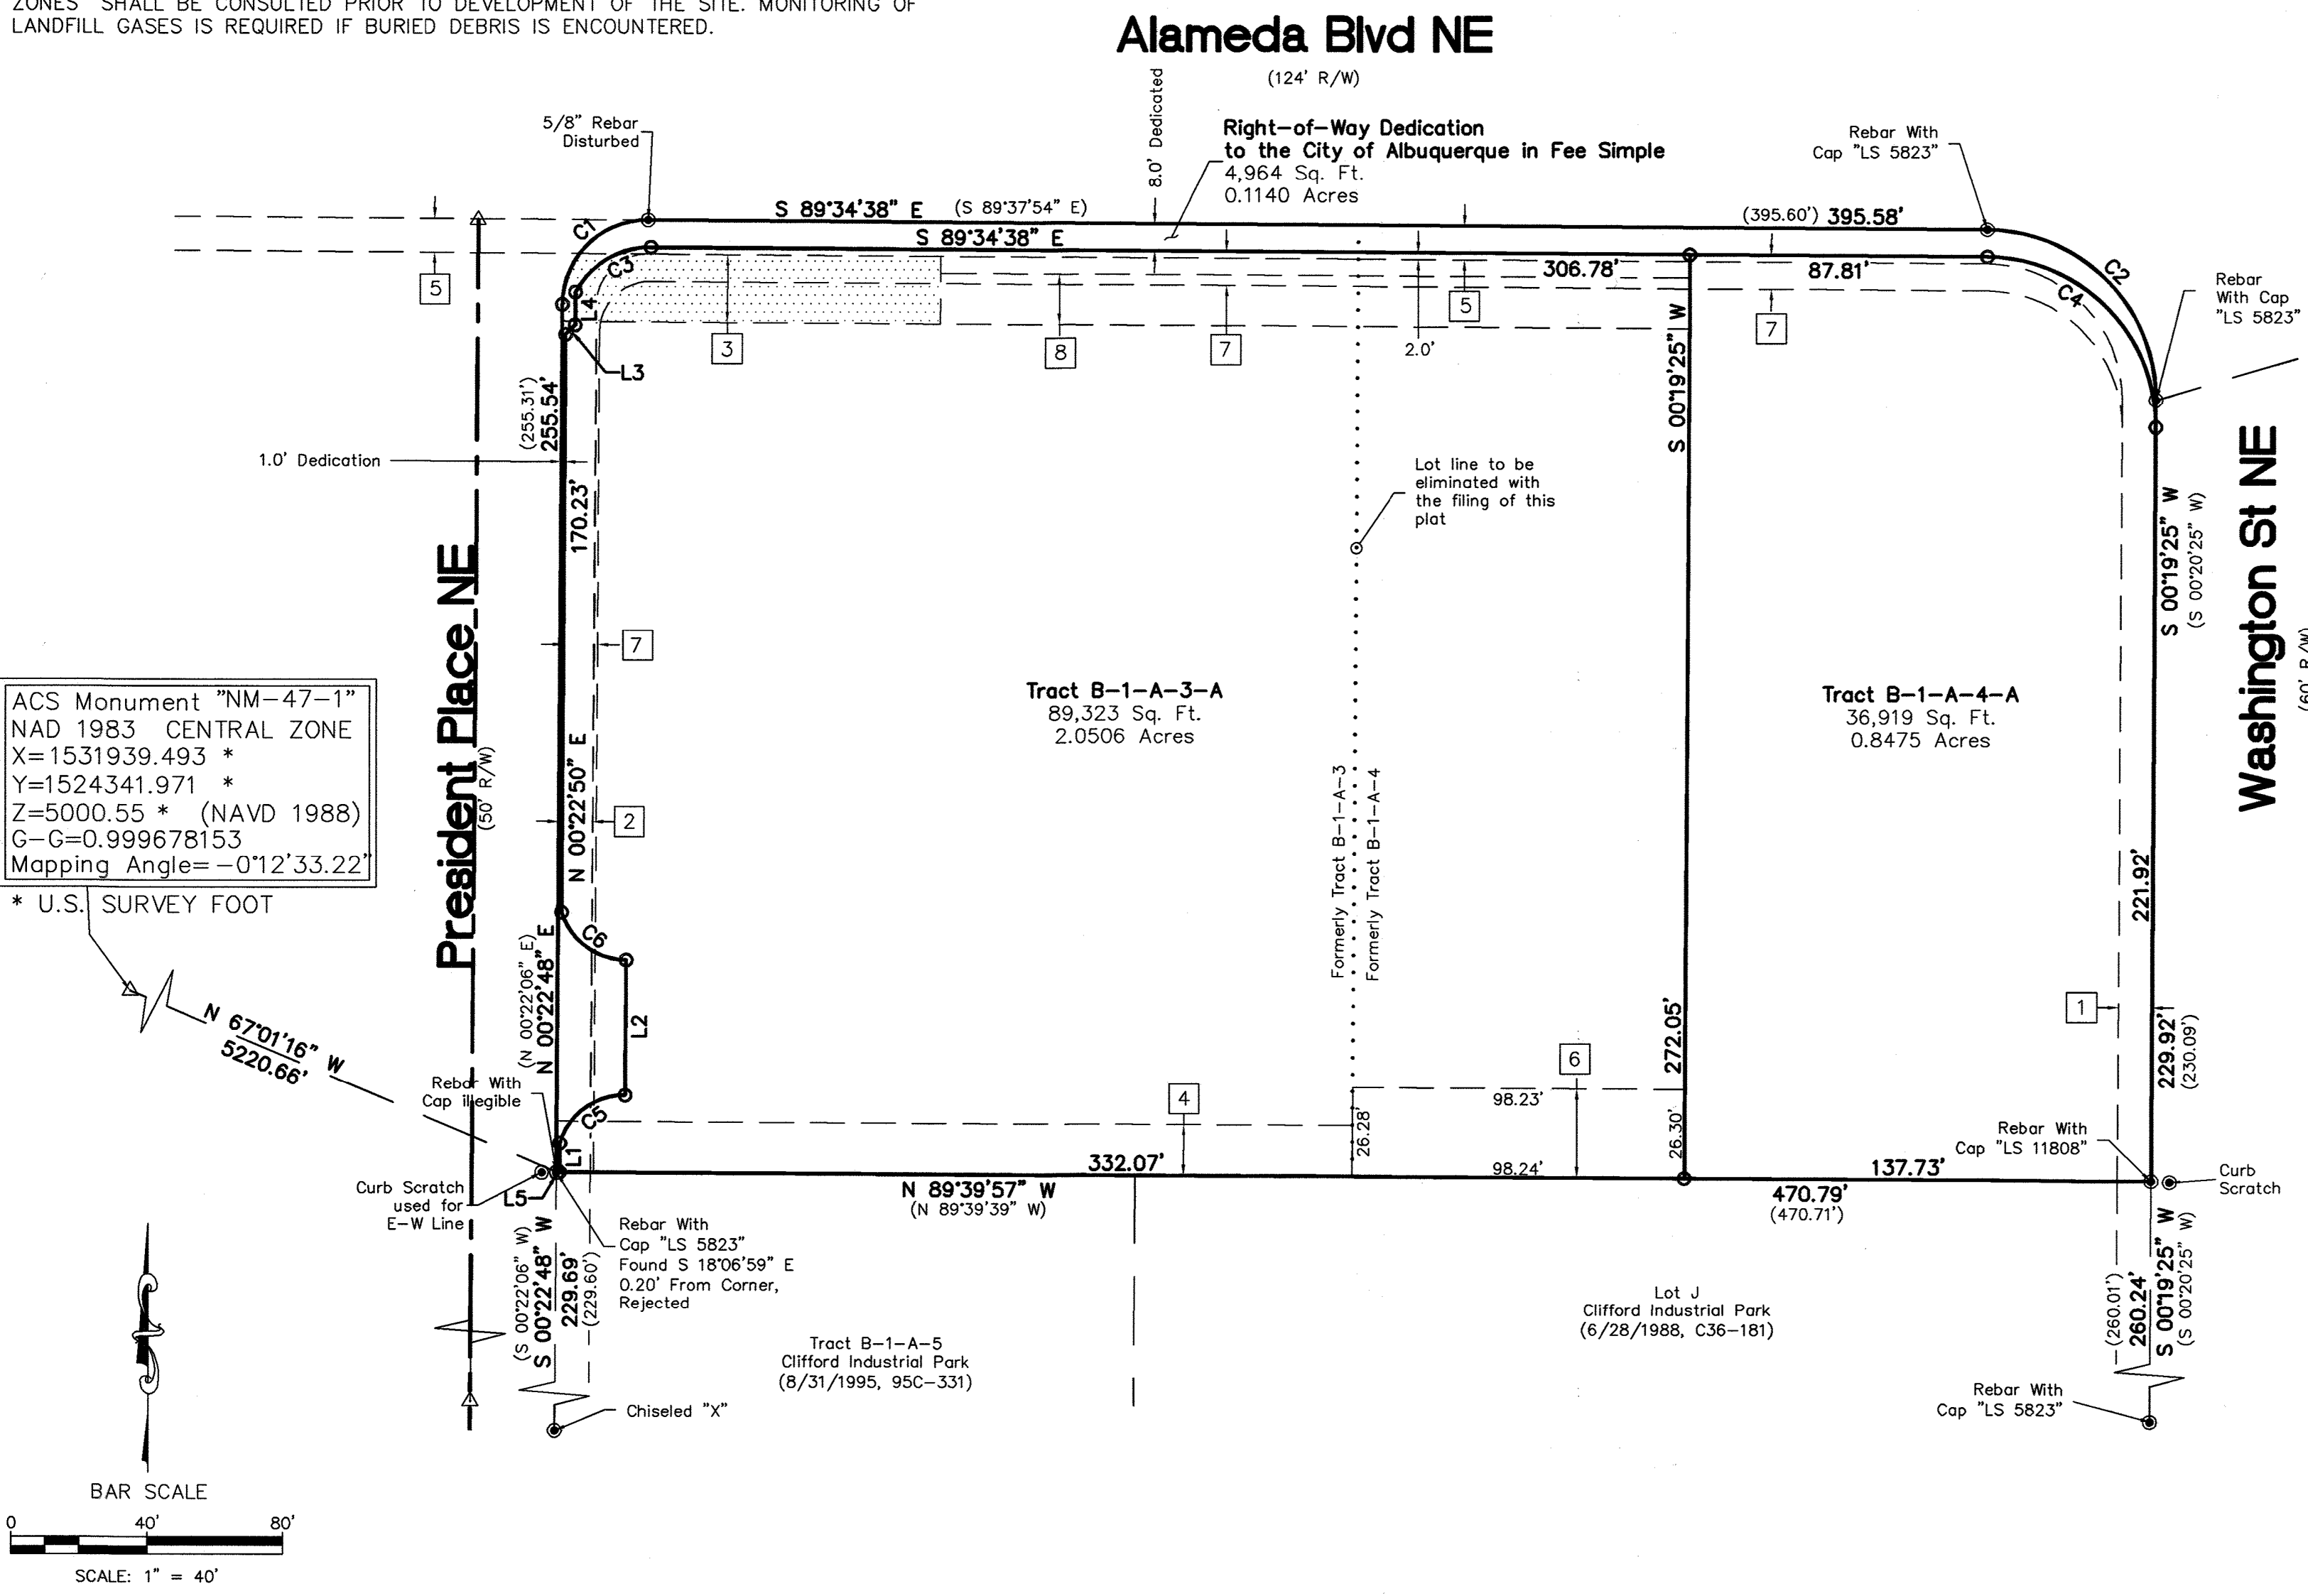 ZONES" SHALL BE CONSULTED PRIOR TO DEVELOPMENT OF THE SITE. MONITORING OF
LANDFILL GASES IS REQUIRED IF BURIED DEBRIS IS ENCOUNTERED.
Alameda Blvd NE
(124' R/W)
8.0' Dedicated
5/8" Rebar
Disturbed
Right-of-Way Dedication
to the City of Albuquerque in Fee Simple
4,964 Sq. Ft.
0.1140 Acres
Rebar With
Cap "LS 5823"
S 89°34'38" E (S 89°37'54" E)
(395.60') 395.58'
S 89°34'38" E
306.78'
87.81'
C1
C3
C2
C4
L4
L3
5
3
8
7
5
7
2.0'
Rebar
With Cap
"LS 5823"
(255.31')
255.54'
1.0' Dedication
170.23'
S 00°19'25" W
Lot line to be
eliminated with
the filing of this
plat
S 00°19'25" W
(S 00°20'25" W)
Washington St NE
(60' R/W)
President Place NE
(50' R/W)
7
2
N 00°22'50" E
Tract B-1-A-3-A
89,323 Sq. Ft.
2.0506 Acres
Tract B-1-A-4-A
36,919 Sq. Ft.
0.8475 Acres
Formerly Tract B-1-A-3
Formerly Tract B-1-A-4
ACS Monument "NM-47-1"
NAD 1983 CENTRAL ZONE
X=1531939.493 *
Y=1524341.971 *
Z=5000.55 * (NAVD 1988)
G-G=0.999678153
Mapping Angle= -0°12'33.22"
* U.S. SURVEY FOOT
N 67°01'16" W
5220.66'
(N 00°22'06" E)
N 00°22'48" E
C6
L2
C5
L1
L5
Rebar With
Cap illegible
Curb Scratch
used for
E-W Line
221.92'
229.92'
(230.09')
1
272.05'
6
4
98.23'
98.24'
26.28'
26.30'
332.07'
137.73'
N 89°39'57" W
(N 89°39'39" W)
470.79'
(470.71')
Rebar With
Cap "LS 11808"
Curb
Scratch
(S 00°22'06" W)
S 00°22'48" W
229.69'
(229.60')
Rebar With
Cap "LS 5823"
Found S 18°06'59" E
0.20' From Corner,
Rejected
Tract B-1-A-5
Clifford Industrial Park
(8/31/1995, 95C-331)
Lot J
Clifford Industrial Park
(6/28/1988, C36-181)
(260.01')
260.24'
S 00°19'25" W
(S 00°20'25" W)
Chiseled "X"
Rebar With
Cap "LS 5823"
BAR SCALE
0 40' 80'
SCALE: 1" = 40'